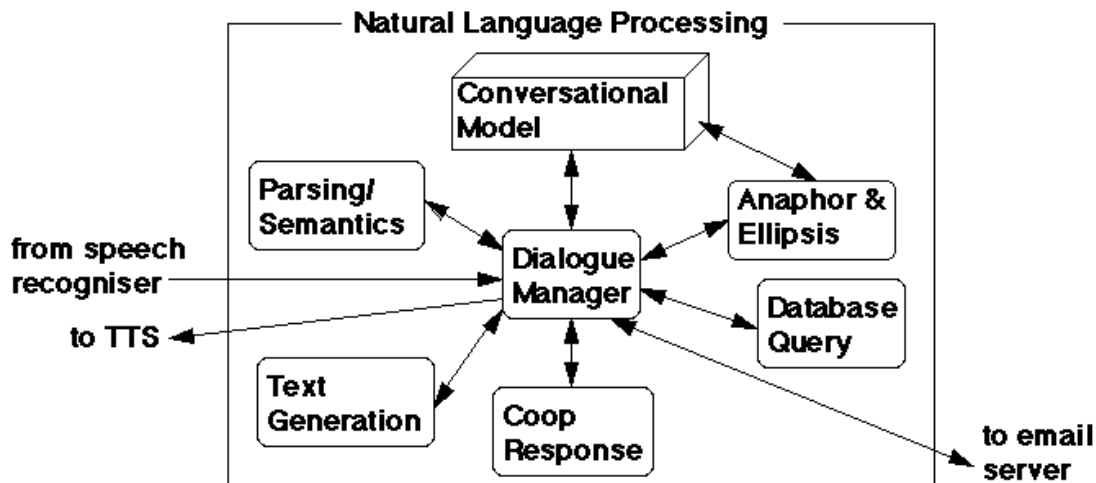 Natural Language Processing
Conversational
Model
Parsing/
Semantics
Anaphor &
Ellipsis
from speech
recogniser
Dialogue
Manager
Database
Query
to TTS
Text
Generation
Coop
Response
to email
server